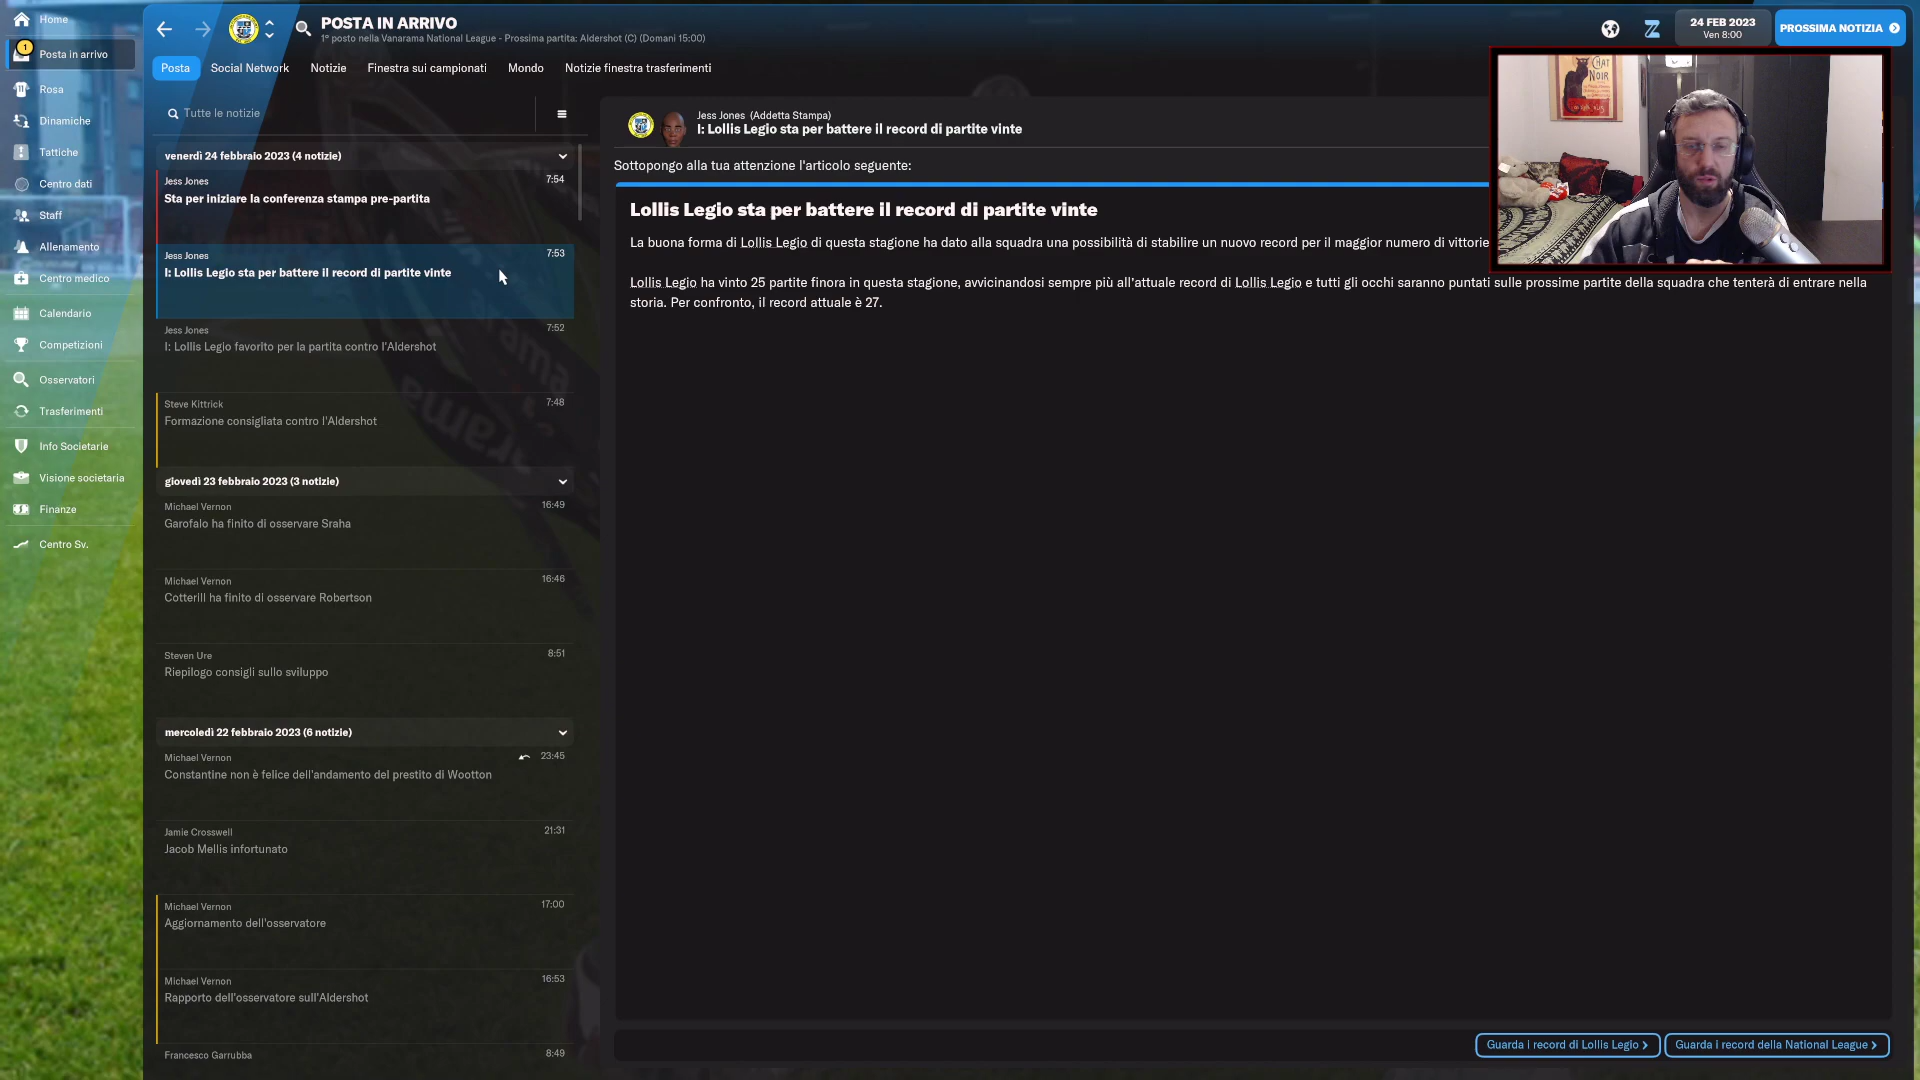 Home
1
Posta in arrivo
Rosa
Dinamiche
Tattiche
Centro dati
Staff
Allenamento
Centro medico
Calendario
Competizioni
Osservatori
Trasferimenti
Info Societarie
Visione societaria
Finanze
Centro Sv.
POSTA IN ARRIVO
1° posto nella Vanarama National League - Prossima partita: Aldershot (C) (Domani 15:00)
24 FEB 2023
Ven 8:00
PROSSIMA NOTIZIA
Posta
Social Network
Notizie
Finestra sui campionati
Mondo
Notizie finestra trasferimenti
Tutte le notizie
venerdì 24 febbraio 2023 (4 notizie)
Jess Jones 7:54
Sta per iniziare la conferenza stampa pre-partita
Jess Jones 7:53
I: Lollis Legio sta per battere il record di partite vinte
Jess Jones 7:52
I: Lollis Legio favorito per la partita contro l'Aldershot
Steve Kittrick 7:48
Formazione consigliata contro l'Aldershot
giovedì 23 febbraio 2023 (3 notizie)
Michael Vernon 16:49
Garofalo ha finito di osservare Sraha
Michael Vernon 16:46
Cotterill ha finito di osservare Robertson
Steven Ure 8:51
Riepilogo consigli sullo sviluppo
mercoledì 22 febbraio 2023 (6 notizie)
Michael Vernon 23:45
Constantine non è felice dell'andamento del prestito di Wootton
Jamie Crosswell 21:31
Jacob Mellis infortunato
Michael Vernon 17:00
Aggiornamento dell'osservatore
Michael Vernon 16:53
Rapporto dell'osservatore sull'Aldershot
Francesco Garrubba 8:49
Jess Jones (Addetta Stampa)
I: Lollis Legio sta per battere il record di partite vinte
Sottopongo alla tua attenzione l'articolo seguente:
Lollis Legio sta per battere il record di partite vinte
La buona forma di Lollis Legio di questa stagione ha dato alla squadra una possibilità di stabilire un nuovo record per il maggior numero di vittorie
Lollis Legio ha vinto 25 partite finora in questa stagione, avvicinandosi sempre più all'attuale record di Lollis Legio e tutti gli occhi saranno puntati sulle prossime partite della squadra che tenterà di entrare nella
storia. Per confronto, il record attuale è 27.
CHAT
NOIR
Guarda i record di Lollis Legio
Guarda i record della National League